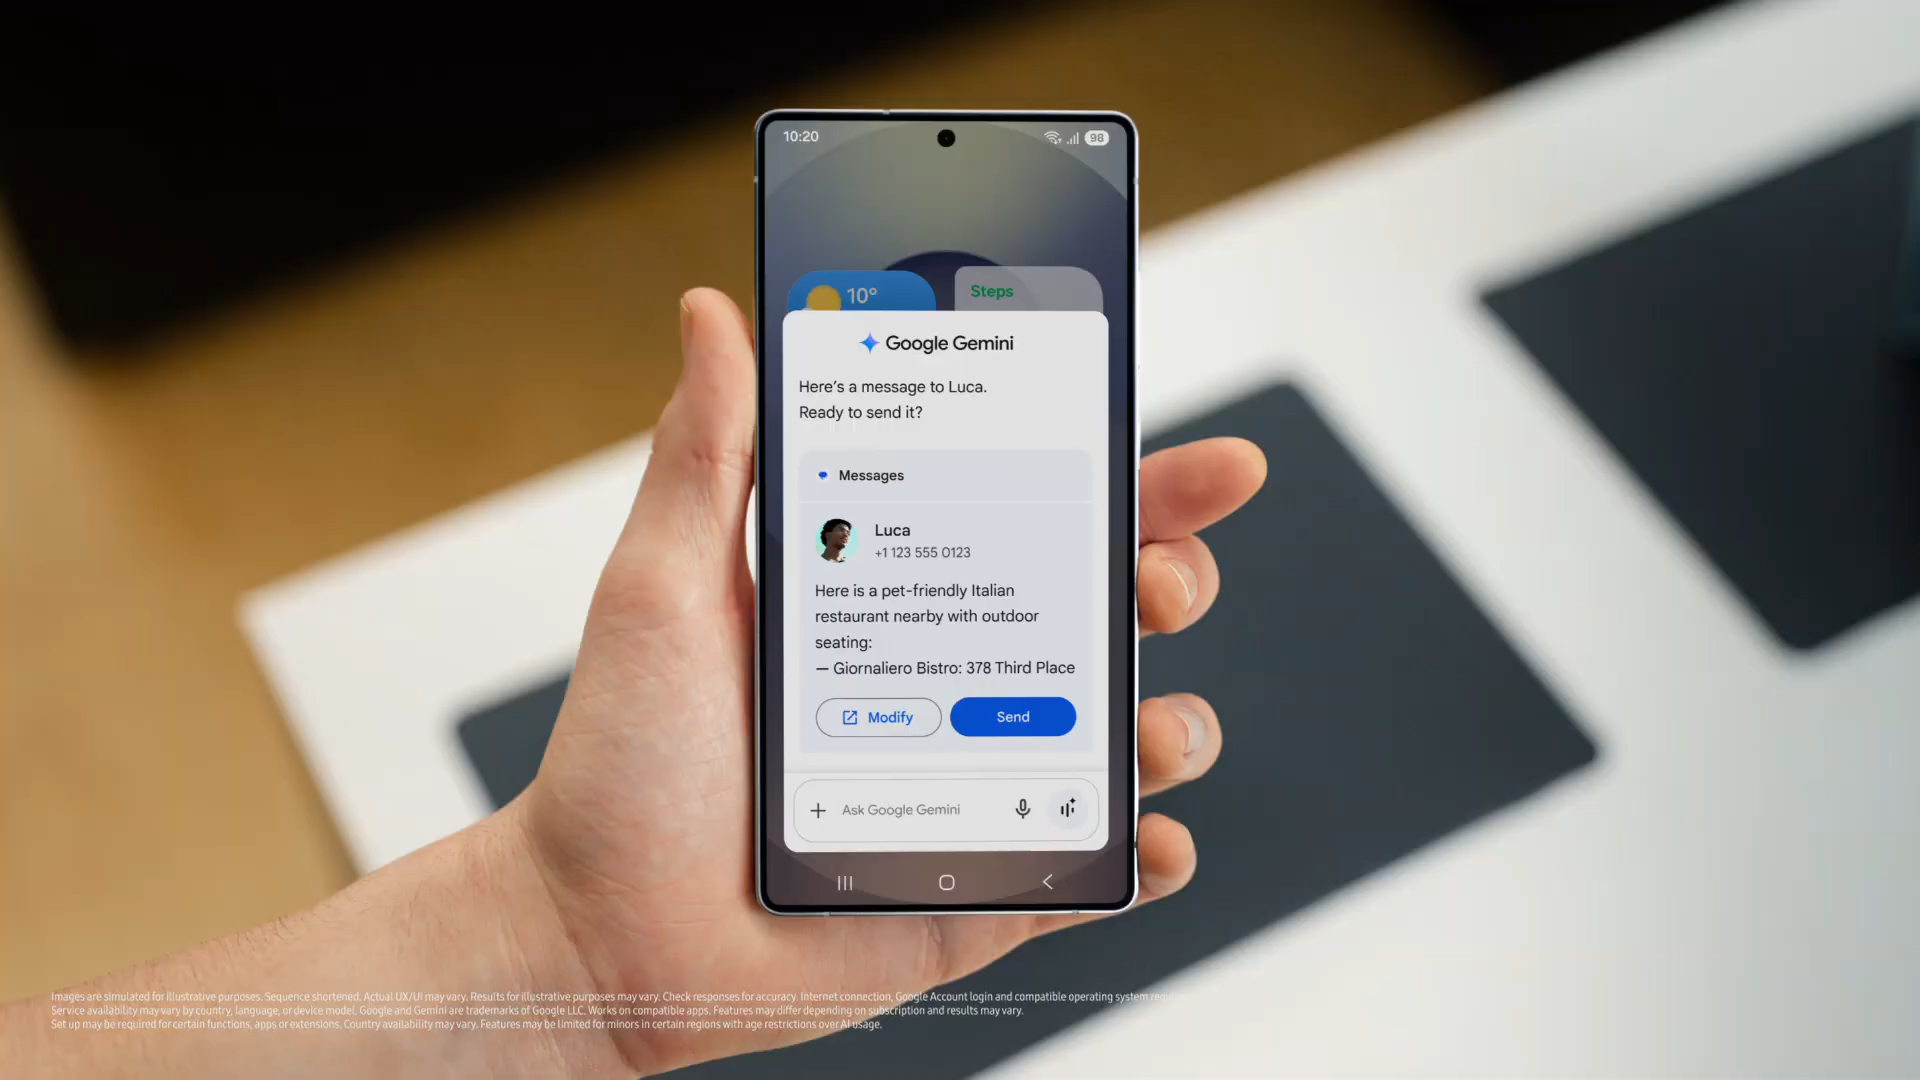 10:20
98
10°
Steps
Google Gemini
Here's a message to Luca.
Ready to send it?
Messages
Luca
+1 123 555 0123
Here is a pet-friendly Italian
restaurant nearby with outdoor
seating:
— Giornaliero Bistro: 378 Third Place
Modify
Send
Ask Google Gemini
Images are simulated for illustrative purposes. Sequence shortened. Actual UX/UI may vary. Results for illustrative purposes may vary. Check responses for accuracy. Internet connection, Google Account login and compatible operating system
Service availability may vary by country, language, or device model. Google and Gemini are trademarks of Google LLC. Works on compatible apps. Features may differ depending on subscription and results may vary.
Set up may be required for certain functions, apps or extensions. Country availability may vary. Features may be limited for minors in certain regions with age restrictions over AI usage.